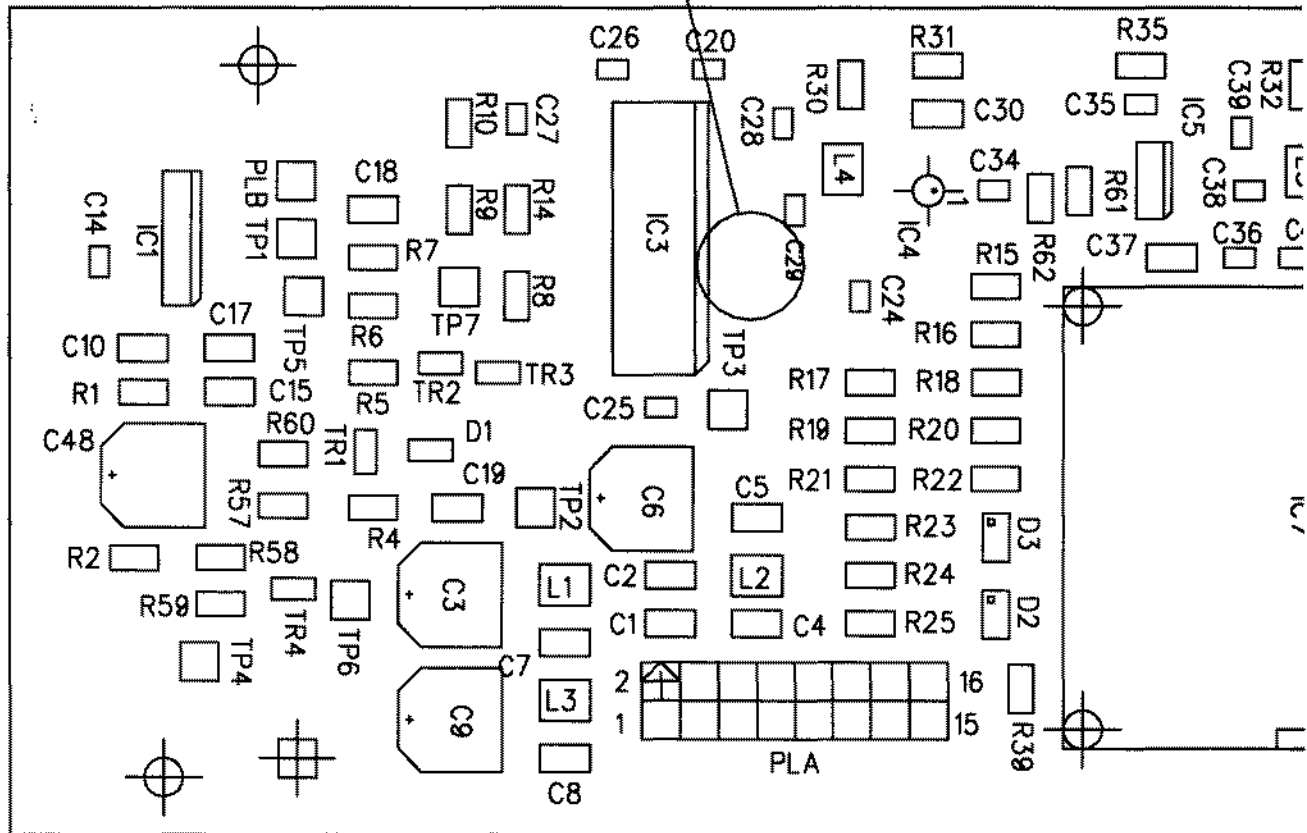 R31
R35
C26
C20
R30
C39
R32
R10
C27
C28
C30
C35
IC5
PLB
C18
L4
C34
R61
C38
C14
IC1
TP1
R9
R14
IC3
1
IC4
R7
C29
R62
C37
C36
R15
TP5
R6
TP7
R8
C24
C10
C17
TP3
R16
R1
C15
R5
TR2
TR3
R17
R18
C25
C48
R60
TR1
D1
R19
R20
C19
R57
TP2
C6
C5
R21
R22
R4
R2
R58
R23
D3
C3
L1
C2
L2
R24
R59
TR4
TP6
C1
C4
R25
D2
TP4
C7
2
16
C9
L3
1
15
R39
PLA
C8